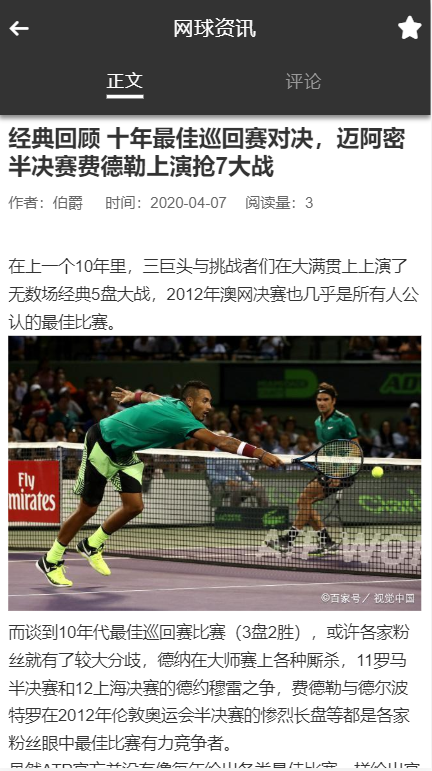 网球资讯
正文 评论
经典回顾 十年最佳巡回赛对决，迈阿密
半决赛费德勒上演抢7大战
作者：伯爵 时间：2020-04-07 阅读量：3
在上一个10年里，三巨头与挑战者们在大满贯上上演了
无数场经典5盘大战，2012年澳网决赛也几乎是所有人公
认的最佳比赛。
Fly
Emirates
©百家号／视觉中国
而谈到10年代最佳巡回赛比赛（3盘2胜），或许各家粉
丝就有了较大分歧，德纳在大师赛上各种厮杀，11罗马
半决赛和12上海决赛的德约穆雷之争，费德勒与德尔波
特罗在2012年伦敦奥运会半决赛的惨烈长盘等都是各家
粉丝眼中最佳比赛有力竞争者。